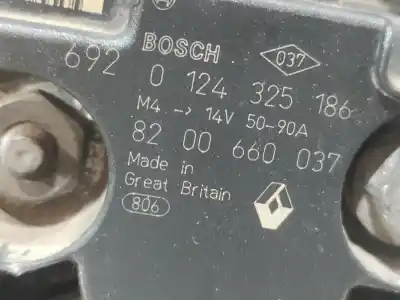 BOSCH 037
692 0 124 325 186
M4 → 14V 50-90A
82 00 660 037
Made in
Great Britain
806